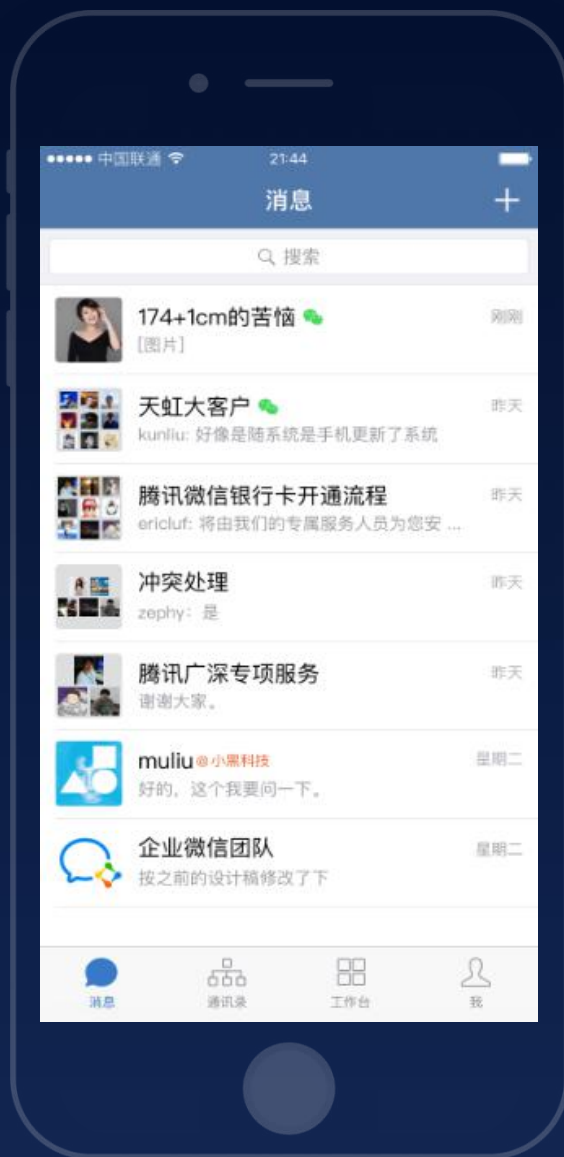 中国联通 21:44
消息
搜索
174+1cm的苦恼 刚刚
[图片]
天虹大客户 昨天
kunliu: 好像是随系统是手机更新了系统
腾讯微信银行卡开通流程 昨天
ericluf: 将由我们的专属服务人员为您安 ...
冲突处理 昨天
zephy: 是
腾讯广深专项服务 昨天
谢谢大家。
muliu@小黑科技 星期二
好的，这个我要问一下。
企业微信团队 星期二
按之前的设计稿修改了下
消息 通讯录 工作台 我